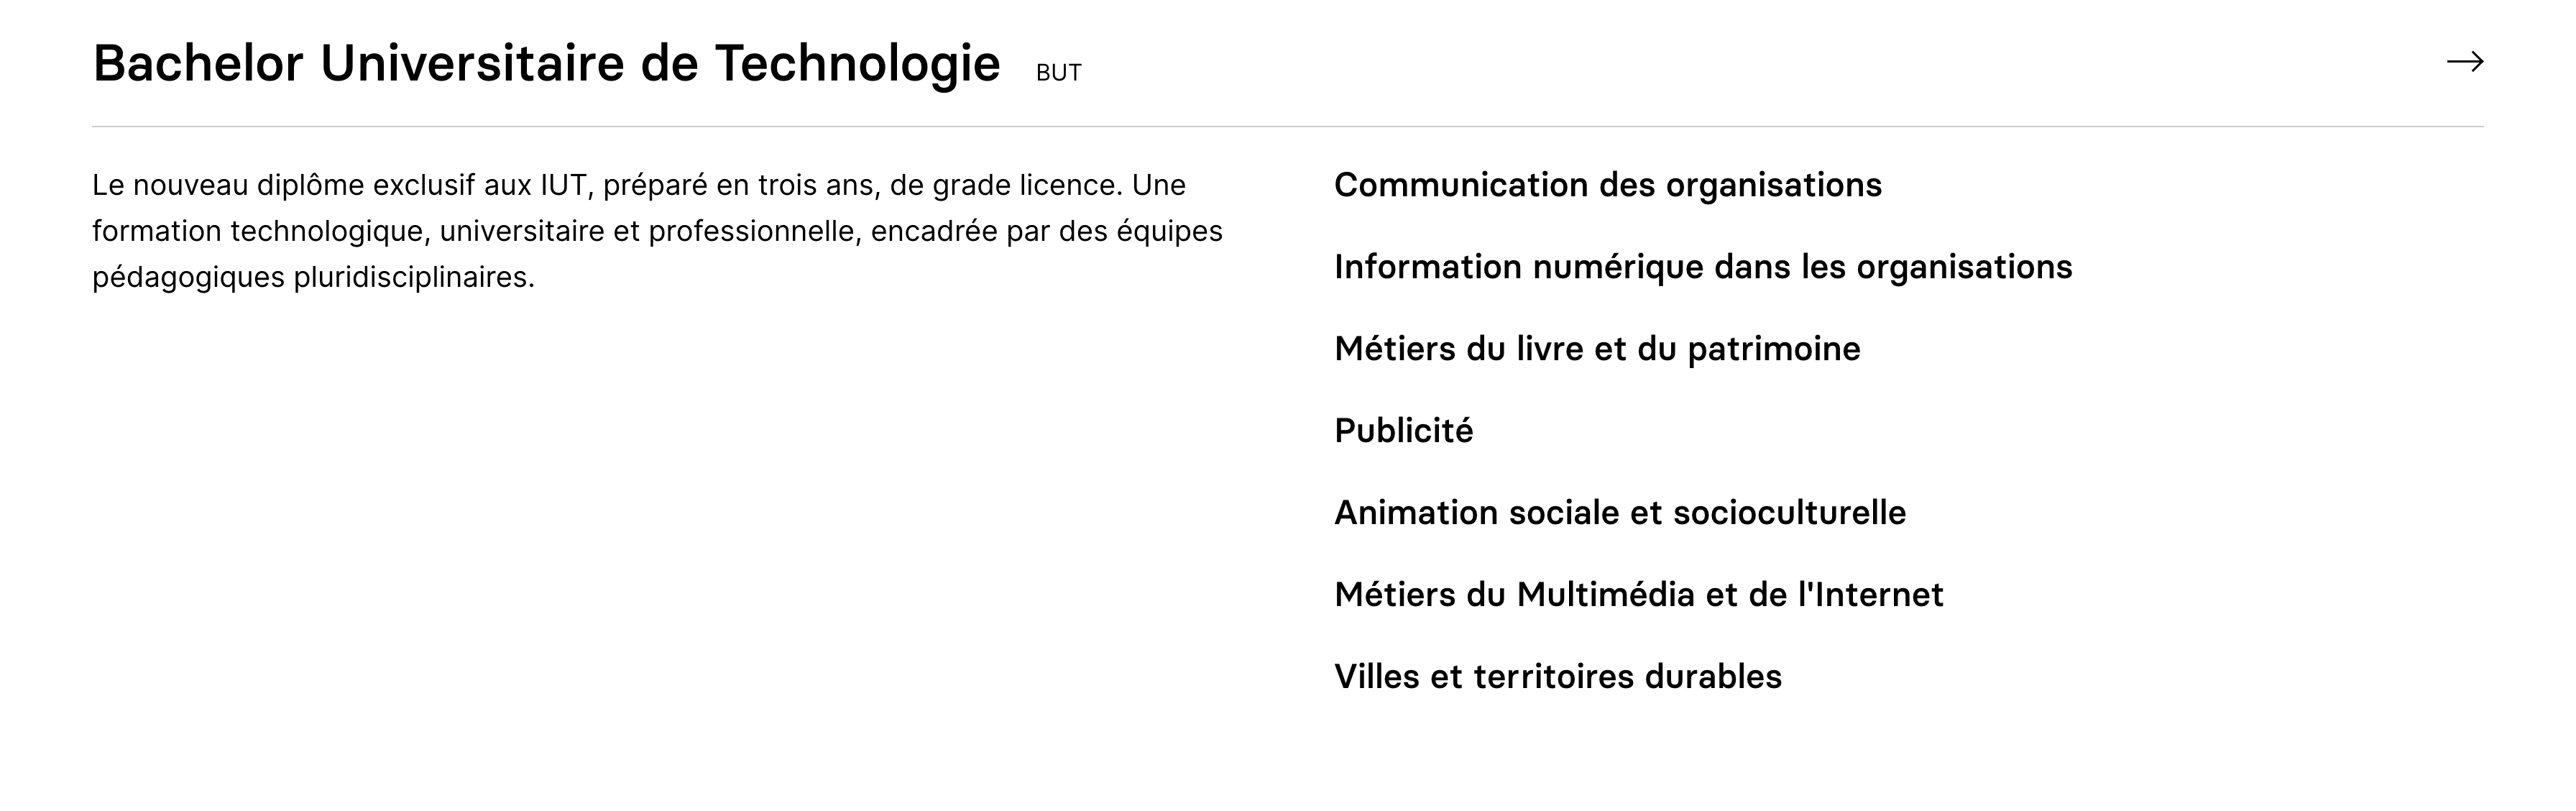 Bachelor Universitaire de Technologie BUT
Le nouveau diplôme exclusif aux IUT, préparé en trois ans, de grade licence. Une
formation technologique, universitaire et professionnelle, encadrée par des équipes
pédagogiques pluridisciplinaires.
Communication des organisations
Information numérique dans les organisations
Métiers du livre et du patrimoine
Publicité
Animation sociale et socioculturelle
Métiers du Multimédia et de l'Internet
Villes et territoires durables